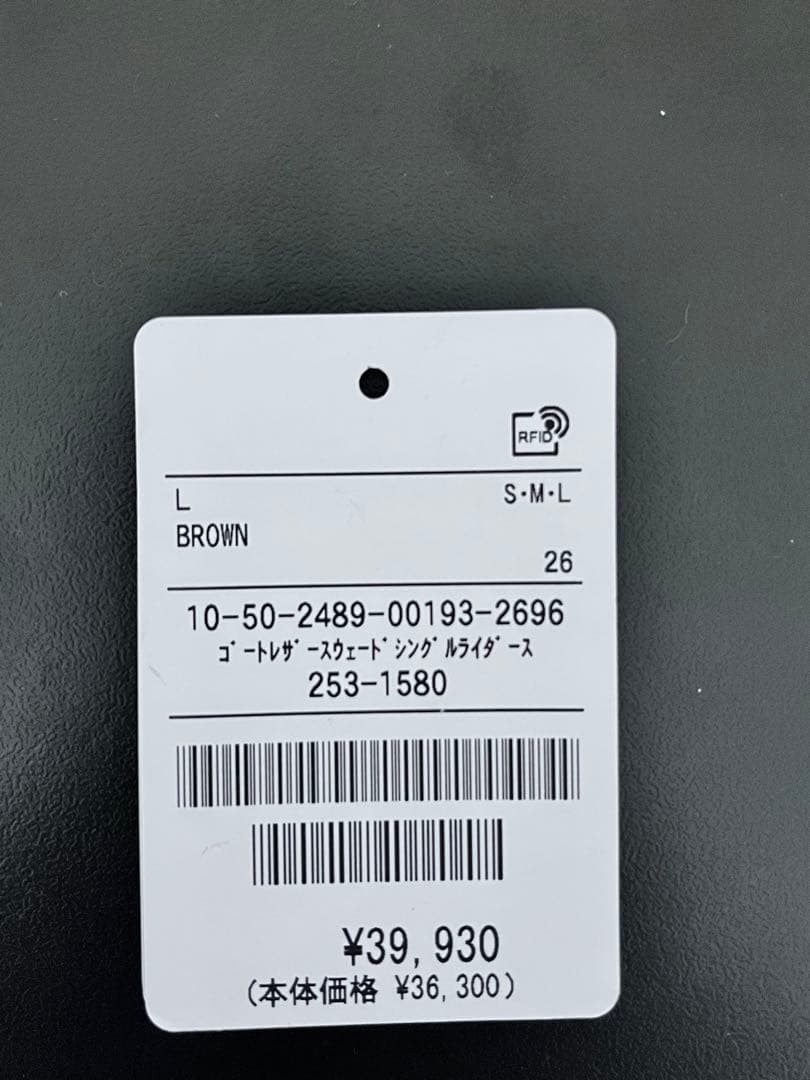 RFID
L S・M・L
BROWN
26
10-50-2489-00193-2696
ｺﾞｰﾄﾚｻﾞｰｽｳェｰﾄﾞｼﾝｸﾞﾙﾗｲﾀﾞｰｽ
253-1580
¥39,930
(本体価格 ¥36,300)